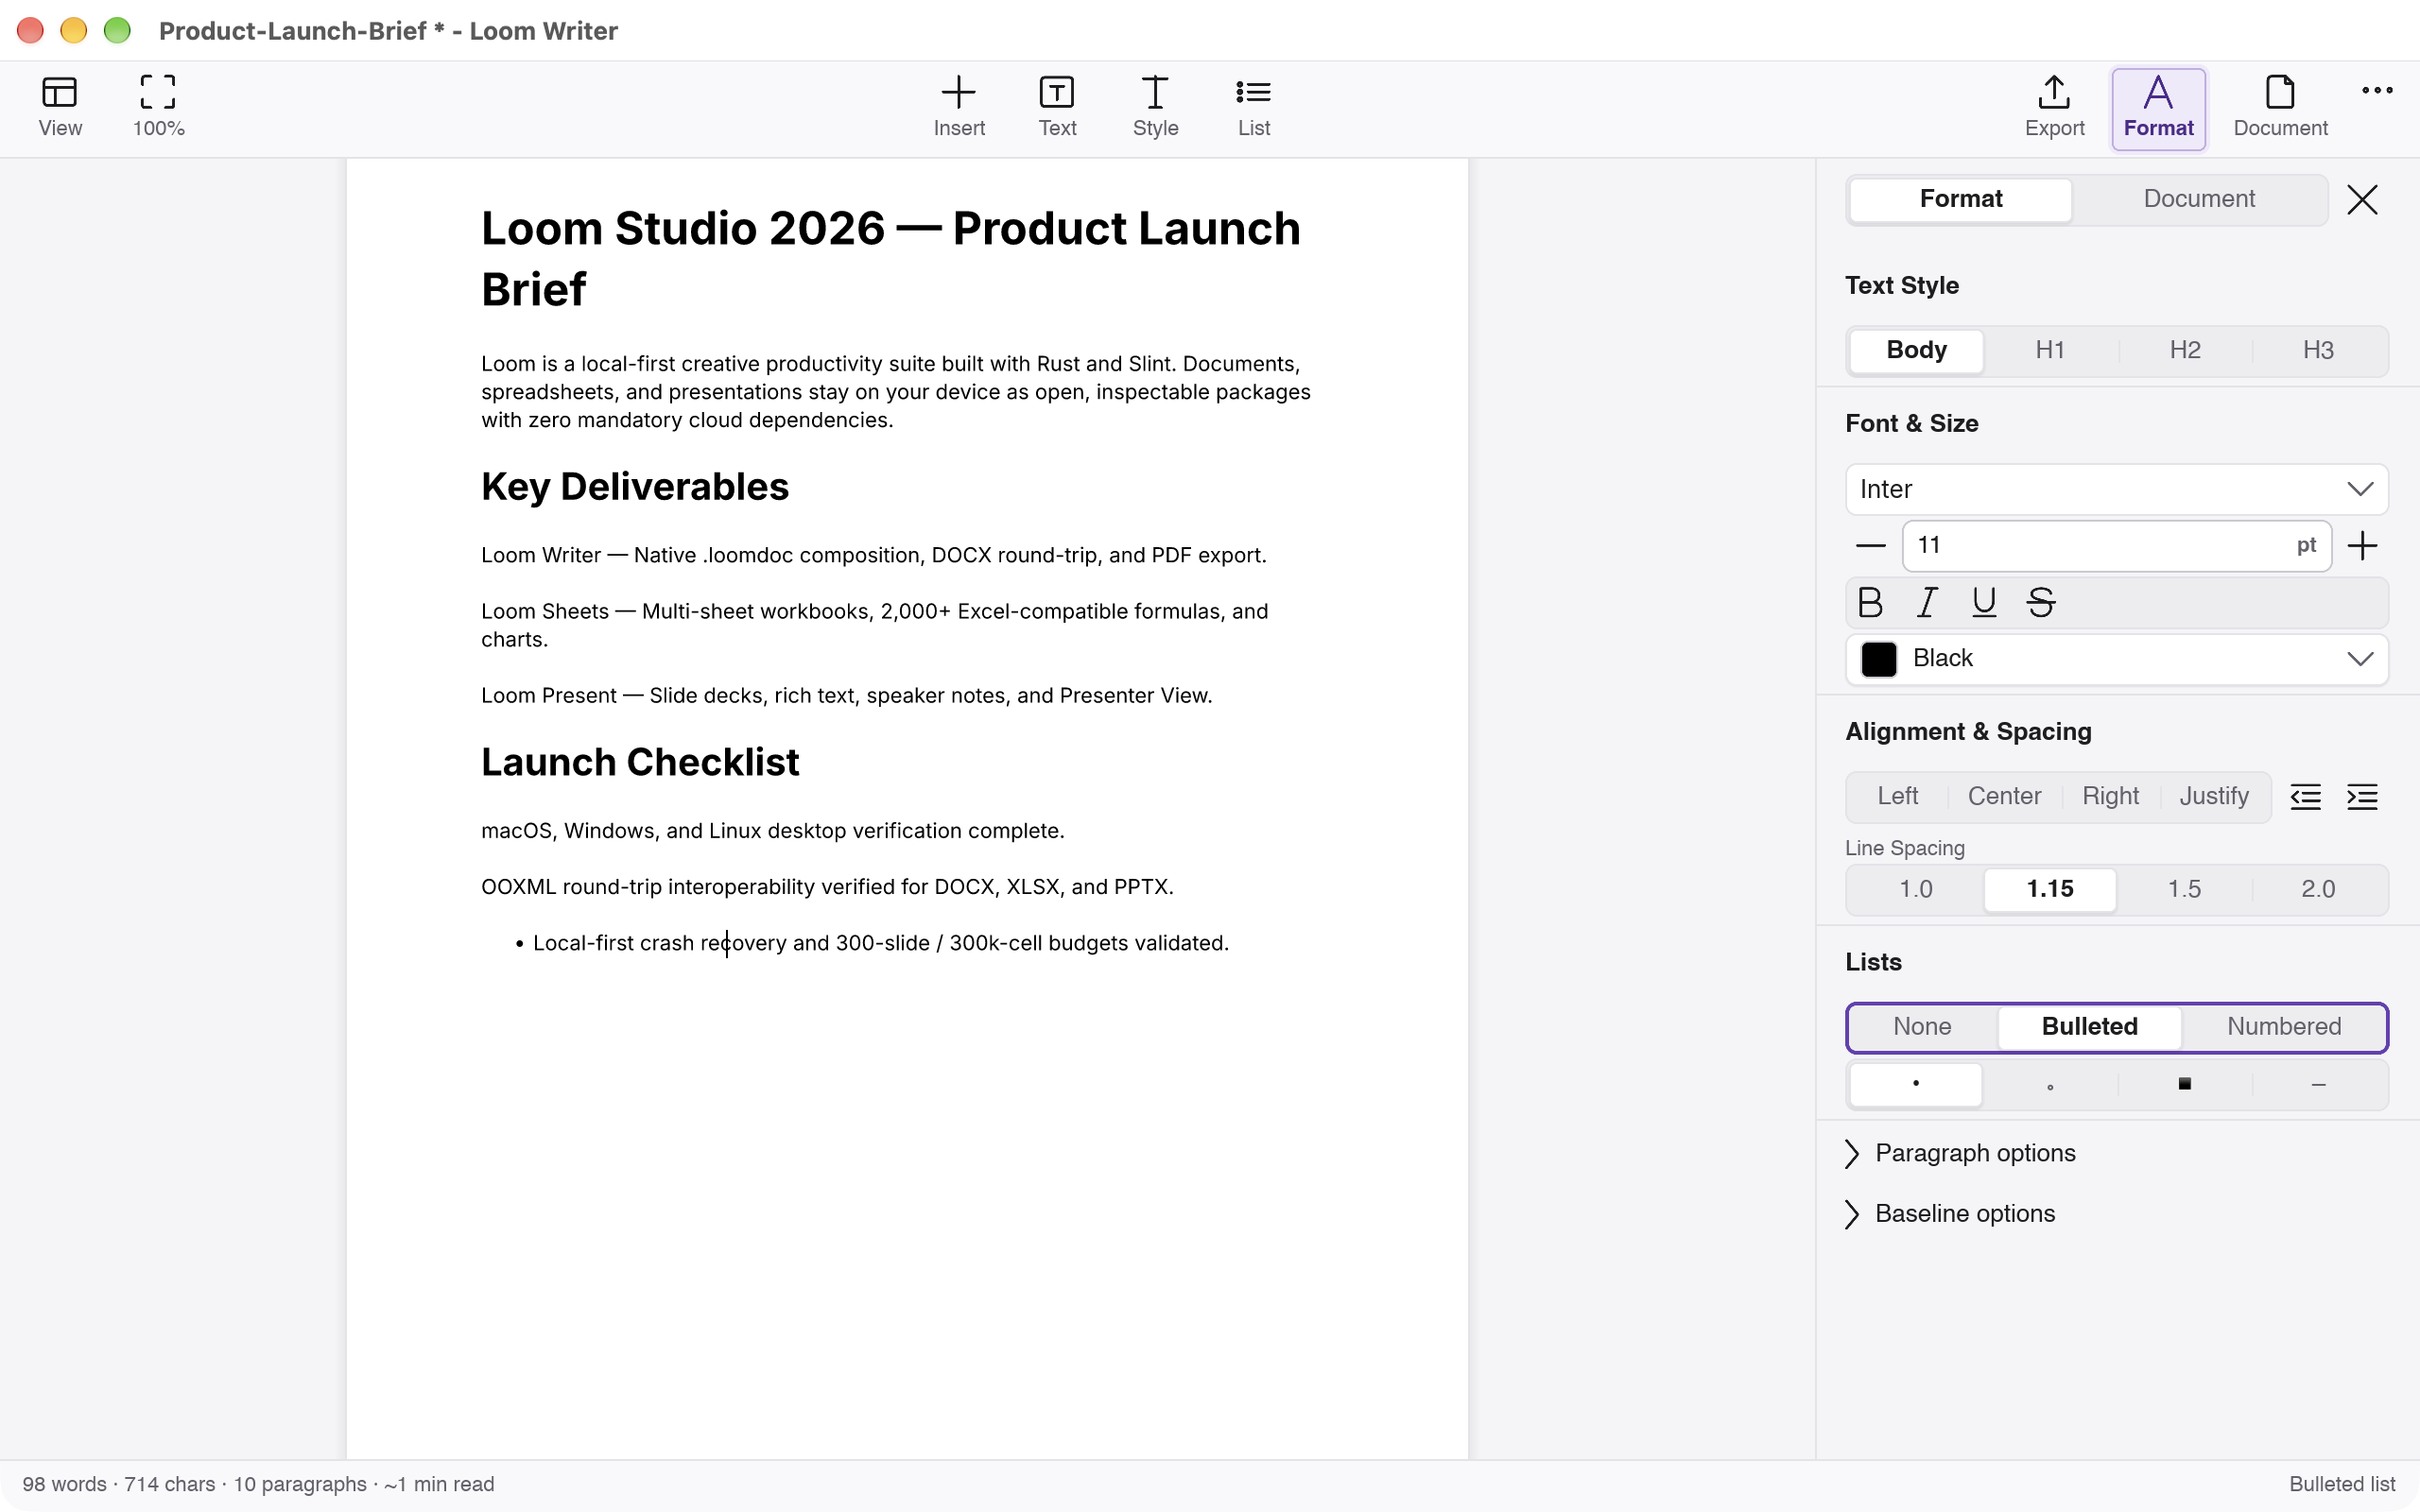 Product-Launch-Brief * - Loom Writer
View
100%
Insert
Text
Style
List
Export
Format
Document
Loom Studio 2026 — Product Launch
Brief
Loom is a local-first creative productivity suite built with Rust and Slint. Documents,
spreadsheets, and presentations stay on your device as open, inspectable packages
with zero mandatory cloud dependencies.
Key Deliverables
Loom Writer — Native .loomdoc composition, DOCX round-trip, and PDF export.
Loom Sheets — Multi-sheet workbooks, 2,000+ Excel-compatible formulas, and
charts.
Loom Present — Slide decks, rich text, speaker notes, and Presenter View.
Launch Checklist
macOS, Windows, and Linux desktop verification complete.
OOXML round-trip interoperability verified for DOCX, XLSX, and PPTX.
• Local-first crash recovery and 300-slide / 300k-cell budgets validated.
Format Document
Text Style
Body H1 H2 H3
Font & Size
Inter
11 pt
B I U S
Black
Alignment & Spacing
Left Center Right Justify
Line Spacing
1.0 1.15 1.5 2.0
Lists
None Bulleted Numbered
Paragraph options
Baseline options
98 words · 714 chars · 10 paragraphs · ~1 min read
Bulleted list